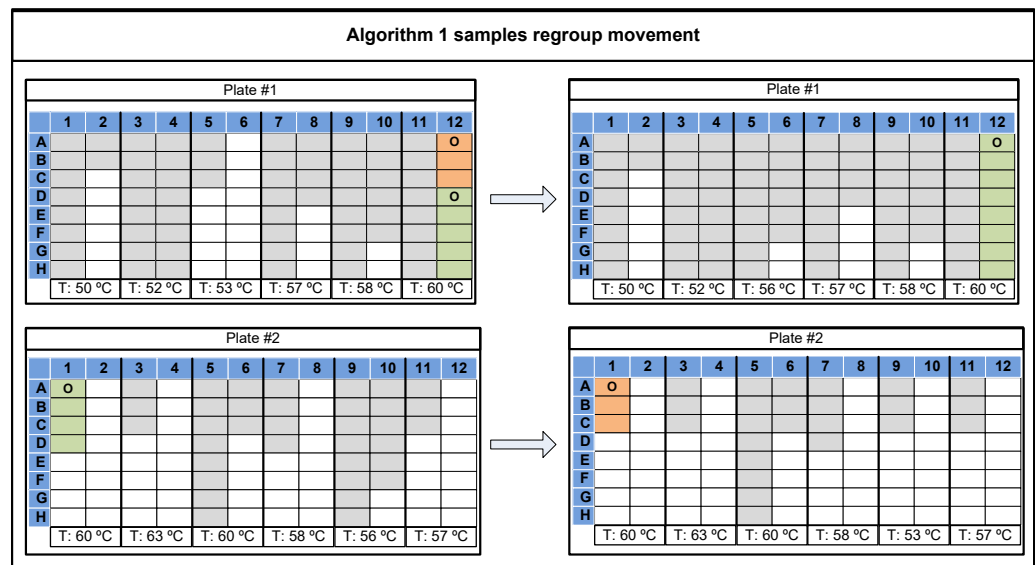 Algorithm 1 samples regroup movement
Plate #1
1 2 3 4 5 6 7 8 9 10 11 12
A O
B
C
D O
E
F
G
H
T: 50 ºC T: 52 ºC T: 53 ºC T: 57 ºC T: 58 ºC T: 60 ºC
Plate #1
1 2 3 4 5 6 7 8 9 10 11 12
A O
B
C
D
E
F
G
H
T: 50 ºC T: 52 ºC T: 56 ºC T: 57 ºC T: 58 ºC T: 60 ºC
Plate #2
1 2 3 4 5 6 7 8 9 10 11 12
A O
B
C
D
E
F
G
H
T: 60 ºC T: 63 ºC T: 60 ºC T: 58 ºC T: 56 ºC T: 57 ºC
Plate #2
1 2 3 4 5 6 7 8 9 10 11 12
A O
B
C
D
E
F
G
H
T: 60 ºC T: 63 ºC T: 60 ºC T: 58 ºC T: 53 ºC T: 57 ºC